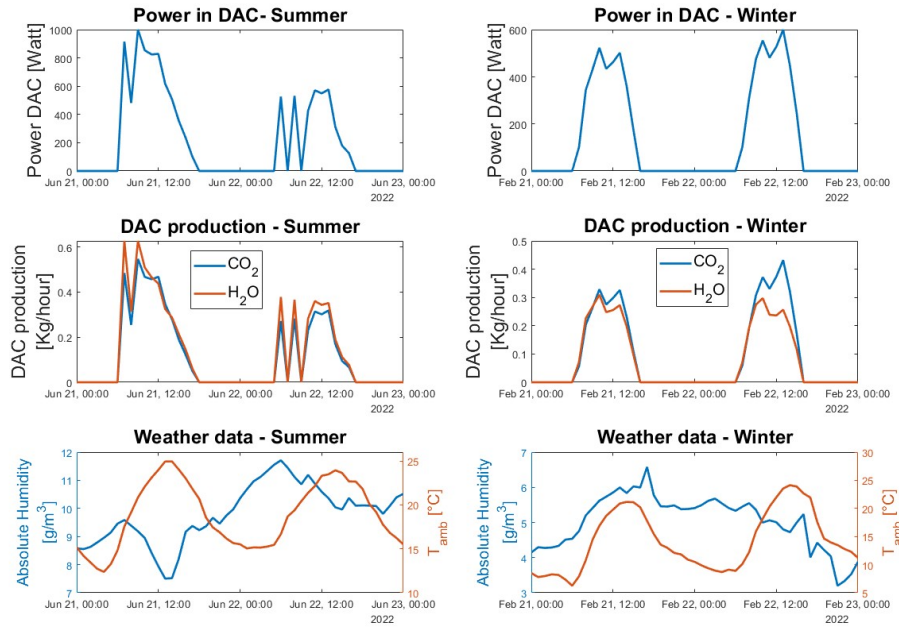 Power in DAC- Summer
Power DAC [Watt]
1000
800
600
400
200
0
Jun 21, 00:00 Jun 21, 12:00 Jun 22, 00:00 Jun 22, 12:00 Jun 23, 00:00
2022
Power in DAC - Winter
Power DAC [Watt]
600
400
200
0
Feb 21, 00:00 Feb 21, 12:00 Feb 22, 00:00 Feb 22, 12:00 Feb 23, 00:00
2022
DAC production - Summer
DAC production
[Kg/hour]
0.6
0.4
0.2
0
CO2
H2O
Jun 21, 00:00 Jun 21, 12:00 Jun 22, 00:00 Jun 22, 12:00 Jun 23, 00:00
2022
DAC production - Winter
DAC production
[Kg/hour]
0.5
0.4
0.3
0.2
0.1
0
CO2
H2O
Feb 21, 00:00 Feb 21, 12:00 Feb 22, 00:00 Feb 22, 12:00 Feb 23, 00:00
2022
Weather data - Summer
Absolute Humidity
[g/m3]
12
11
10
9
8
7
25
20
15
10
Tamb [°C]
Jun 21, 00:00 Jun 21, 12:00 Jun 22, 00:00 Jun 22, 12:00 Jun 23, 00:00
2022
Weather data - Winter
Absolute Humidity
[g/m3]
7
6
5
4
3
30
25
20
15
10
5
Tamb [°C]
Feb 21, 00:00 Feb 21, 12:00 Feb 22, 00:00 Feb 22, 12:00 Feb 23, 00:00
2022